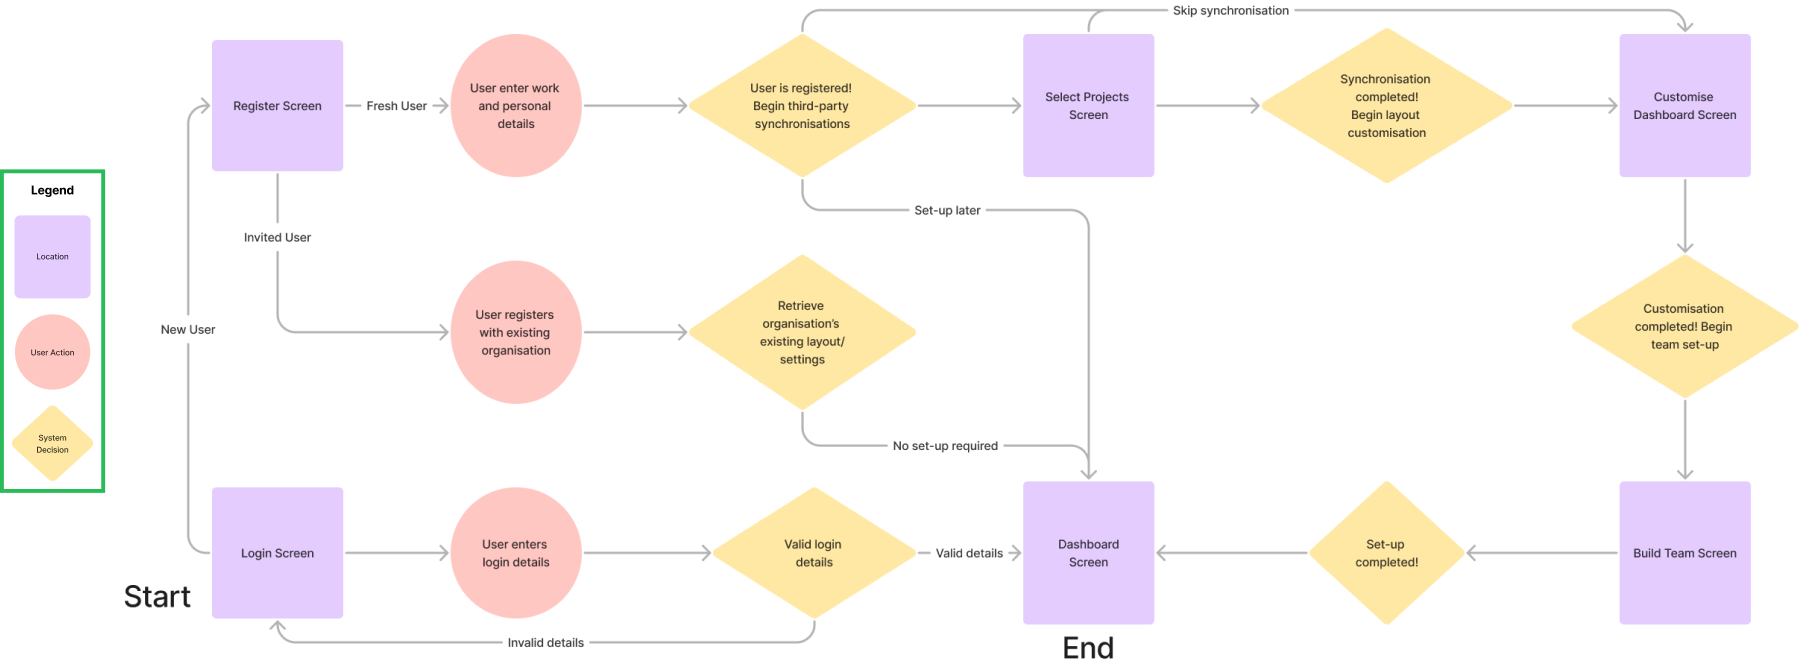 Skip synchronisation
Register Screen
Fresh User
User enter work
and personal
details
User is registered!
Begin third-party
synchronisations
Select Projects
Screen
Synchronisation
completed!
Begin layout
customisation
Customise
Dashboard Screen
Legend
Location
User Action
System
Decision
Set-up later
Invited User
New User
User registers
with existing
organisation
Retrieve
organisation's
existing layout/
settings
Customisation
completed! Begin
team set-up
No set-up required
Login Screen
User enters
login details
Valid login
details
Valid details
Dashboard
Screen
Set-up
completed!
Build Team Screen
Start
Invalid details
End